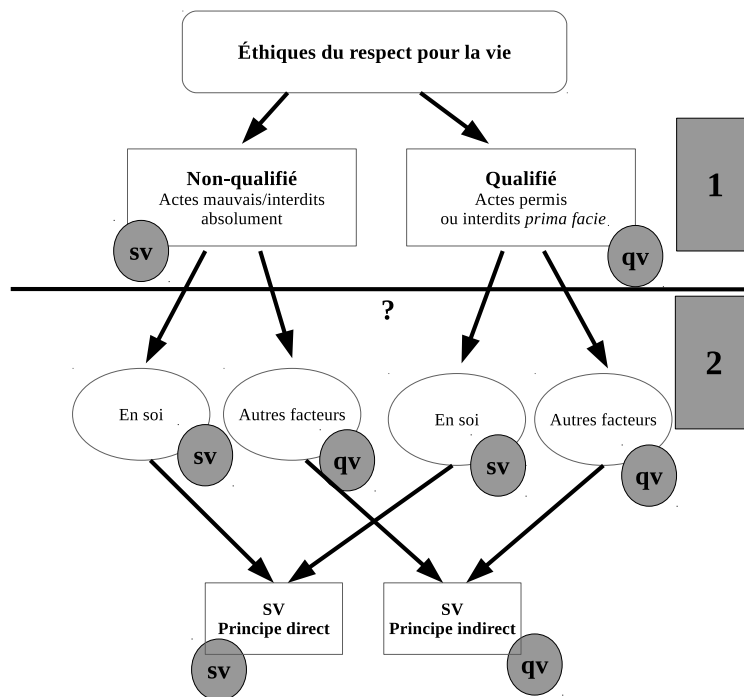 Éthiques du respect pour la vie
Non-qualifié
Actes mauvais/interdits
absolument
sv
Qualifié
Actes permis
ou interdits prima facie
qv
1
?
2
En soi
sv
Autres facteurs
qv
En soi
sv
Autres facteurs
qv
SV
Principe direct
sv
SV
Principe indirect
qv